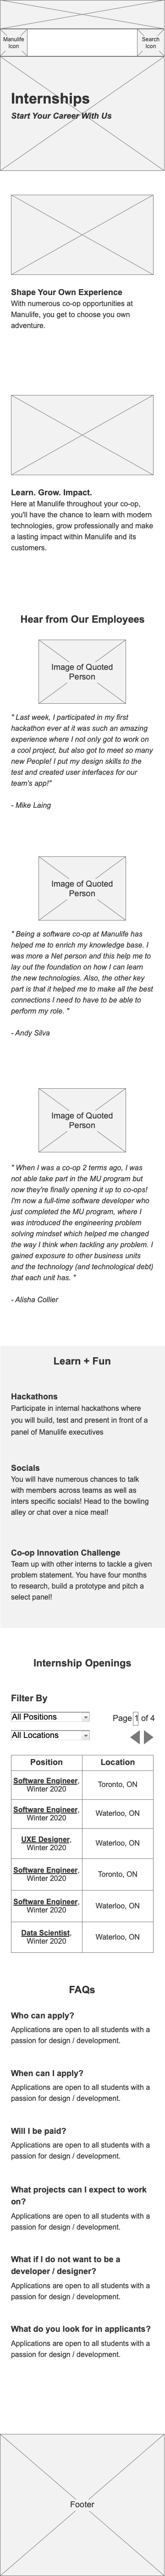 Manulife
Icon
Search
Icon
Internships
Start Your Career With Us
Shape Your Own Experience
With numerous co-op opportunities at
Manulife, you get to choose you own
adventure.
Learn. Grow. Impact.
Here at Manulife throughout your co-op,
you'll have the chance to learn with modern
technologies, grow professionally and make
a lasting impact within Manulife and its
customers.
Hear from Our Employees
Image of Quoted
Person
" Last week, I participated in my first
hackathon ever at it was such an amazing
experience where I not only got to work on
a cool project, but also got to meet so many
new People! I put my design skills to the
test and created user interfaces for our
team's app!"
- Mike Laing
Image of Quoted
Person
" Being a software co-op at Manulife has
helped me to enrich my knowledge base. I
was more a Net person and this help me to
lay out the foundation on how I can learn
the new technologies. Also, the other key
part is that it helped me to make all the best
connections I need to have to be able to
perform my role. "
- Andy Silva
Image of Quoted
Person
" When I was a co-op 2 terms ago, I was
not able take part in the MU program but
now they're finally opening it up to co-ops!
I'm now a full-time software developer who
just completed the MU program, where I
was introduced the engineering problem
solving mindset which helped me changed
the way I think when tackling any problem. I
gained exposure to other business units
and the technology (and technological debt)
that each unit has. "
- Alisha Collier
Learn + Fun
Hackathons
Participate in internal hackathons where
you will build, test and present in front of a
panel of Manulife executives
Socials
You will have numerous chances to talk
with members across teams as well as
inters specific socials! Head to the bowling
alley or chat over a nice meal!
Co-op Innovation Challenge
Team up with other interns to tackle a given
problem statement. You have four months
to research, build a prototype and pitch a
select panel!
Internship Openings
Filter By
All Positions
Page 1 of 4
All Locations
Position Location
Software Engineer,
Winter 2020
Toronto, ON
Software Engineer,
Winter 2020
Waterloo, ON
UXE Designer,
Winter 2020
Waterloo, ON
Software Engineer,
Winter 2020
Toronto, ON
Software Engineer,
Winter 2020
Waterloo, ON
Data Scientist,
Winter 2020
Waterloo, ON
FAQs
Who can apply?
Applications are open to all students with a
passion for design / development.
When can I apply?
Applications are open to all students with a
passion for design / development.
Will I be paid?
Applications are open to all students with a
passion for design / development.
What projects can I expect to work
on?
Applications are open to all students with a
passion for design / development.
What if I do not want to be a
developer / designer?
Applications are open to all students with a
passion for design / development.
What do you look for in applicants?
Applications are open to all students with a
passion for design / development.
Footer